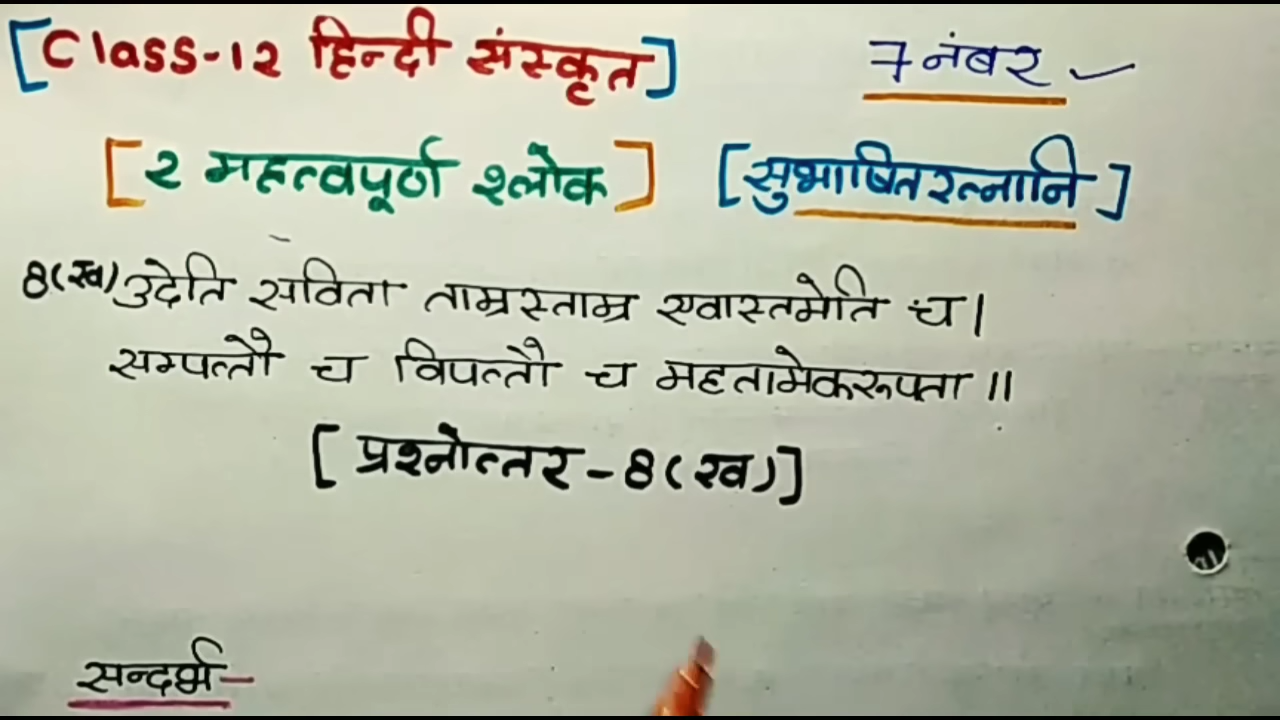 [Class-12 हिन्दी संस्कृत] 7 नंबर
[2 महत्वपूर्ण श्लोक] [सुभाषितरत्नानि]
8(ख) उदेति सविता ताम्रस्ताम्र एवास्तमेति च।
सम्पत्तौ च विपत्तौ च महतामेकरूपता ॥
[प्रश्नोत्तर-8(ख)]
सन्दर्भ-